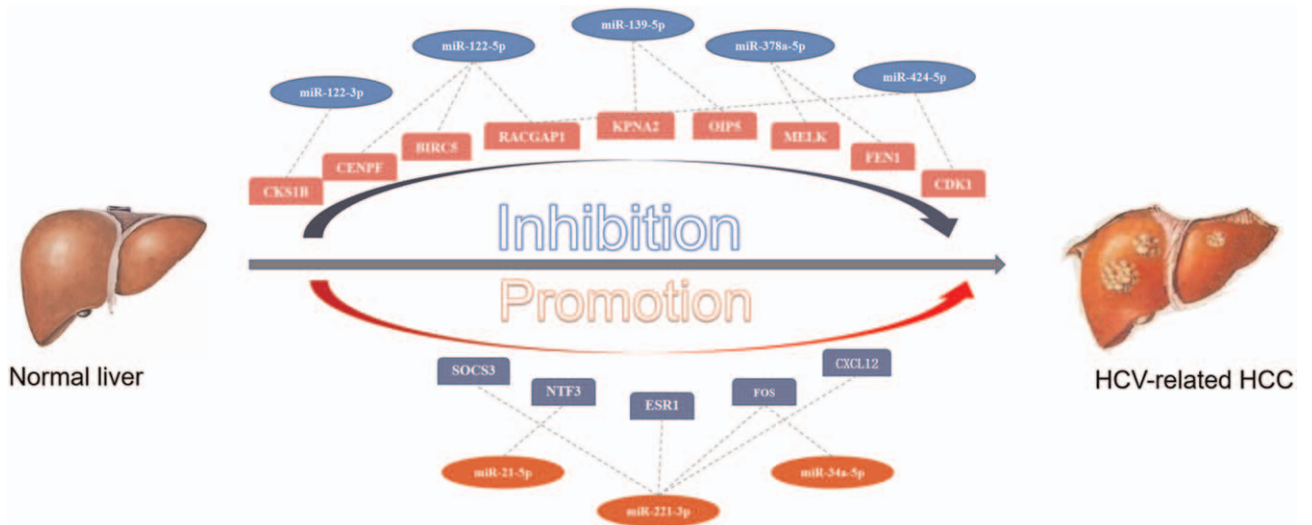 miR-139-5p
miR-122-5p
miR-378a-5p
miR-424-5p
miR-122-3p
KPNA2
OIP5
RACGAP1
MELK
BIRC5
FEN1
CENPF
CKS1B
CDK1
Inhibition
Promotion
Normal liver
HCV-related HCC
SOCS3
CXCL12
NTF3
ESR1
FOS
miR-21-5p
miR-34a-5p
miR-221-3p